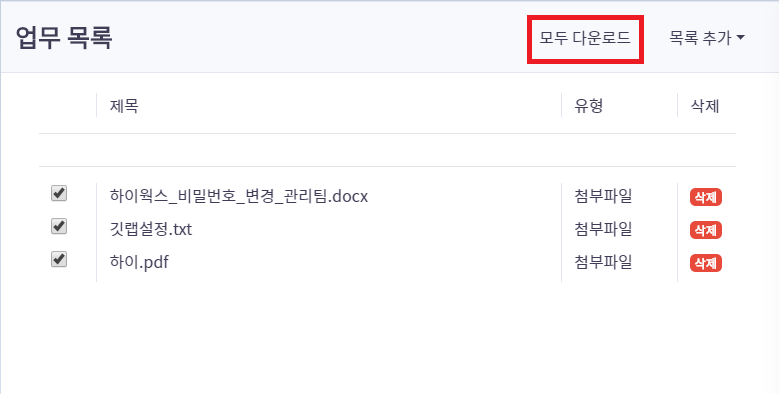 업무 목록 모두 다운로드 목록 추가
제목 유형 삭제
하이웍스_비밀번호_변경_관리팀.docx 첨부파일 삭제
깃랩설정.txt 첨부파일 삭제
하이.pdf 첨부파일 삭제